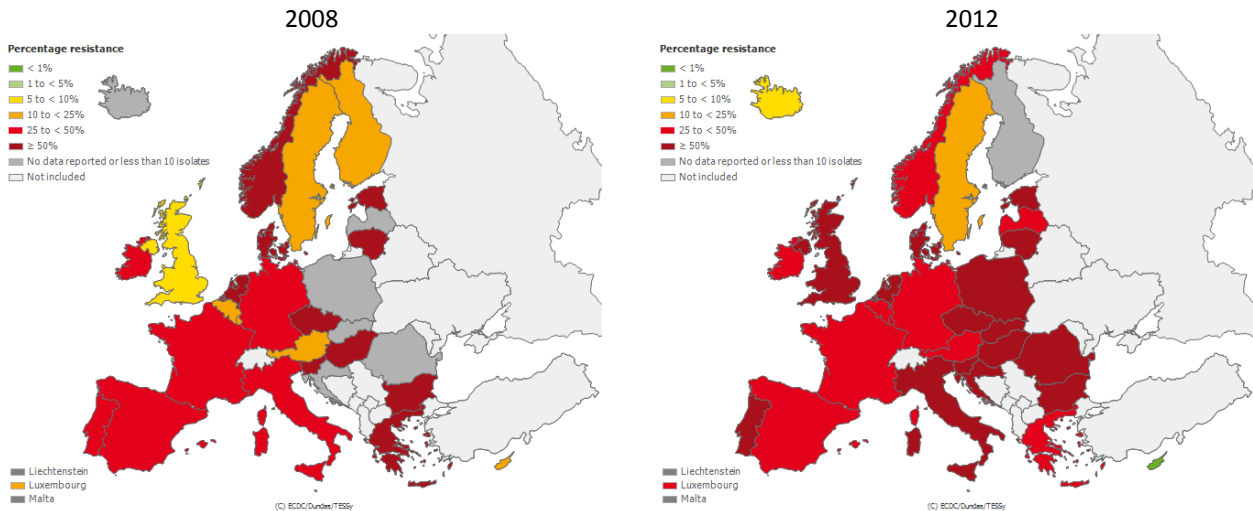 2008
Percentage resistance
< 1%
1 to < 5%
5 to < 10%
10 to < 25%
25 to < 50%
≥ 50%
No data reported or less than 10 isolates
Not included
Liechtenstein
Luxembourg
Malta
(C) ECDC/Dundas/TESSy
2012
Percentage resistance
< 1%
1 to < 5%
5 to < 10%
10 to < 25%
25 to < 50%
≥ 50%
No data reported or less than 10 isolates
Not included
Liechtenstein
Luxembourg
Malta
(C) ECDC/Dundas/TESSy